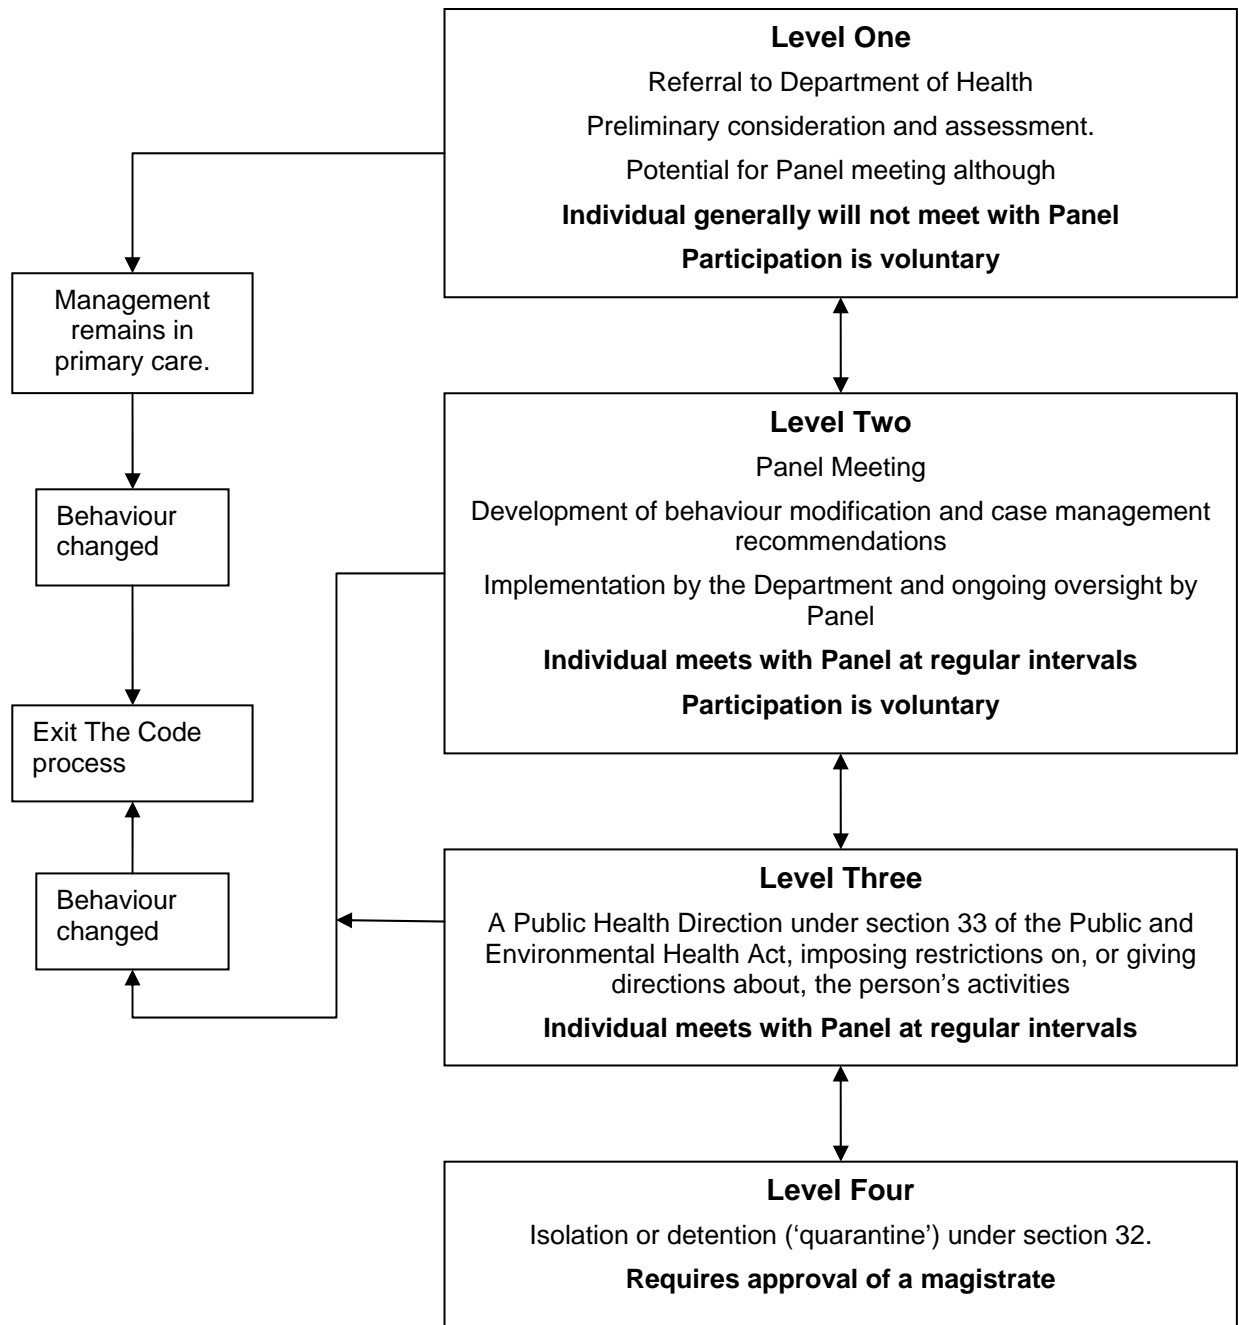 Level One
Referral to Department of Health
Preliminary consideration and assessment.
Potential for Panel meeting although
Individual generally will not meet with Panel
Participation is voluntary
Management
remains in
primary care.
Level Two
Panel Meeting
Development of behaviour modification and case management
recommendations
Implementation by the Department and ongoing oversight by
Panel
Individual meets with Panel at regular intervals
Participation is voluntary
Behaviour
changed
Exit The Code
process
Behaviour
changed
Level Three
A Public Health Direction under section 33 of the Public and
Environmental Health Act, imposing restrictions on, or giving
directions about, the person’s activities
Individual meets with Panel at regular intervals
Level Four
Isolation or detention (‘quarantine’) under section 32.
Requires approval of a magistrate